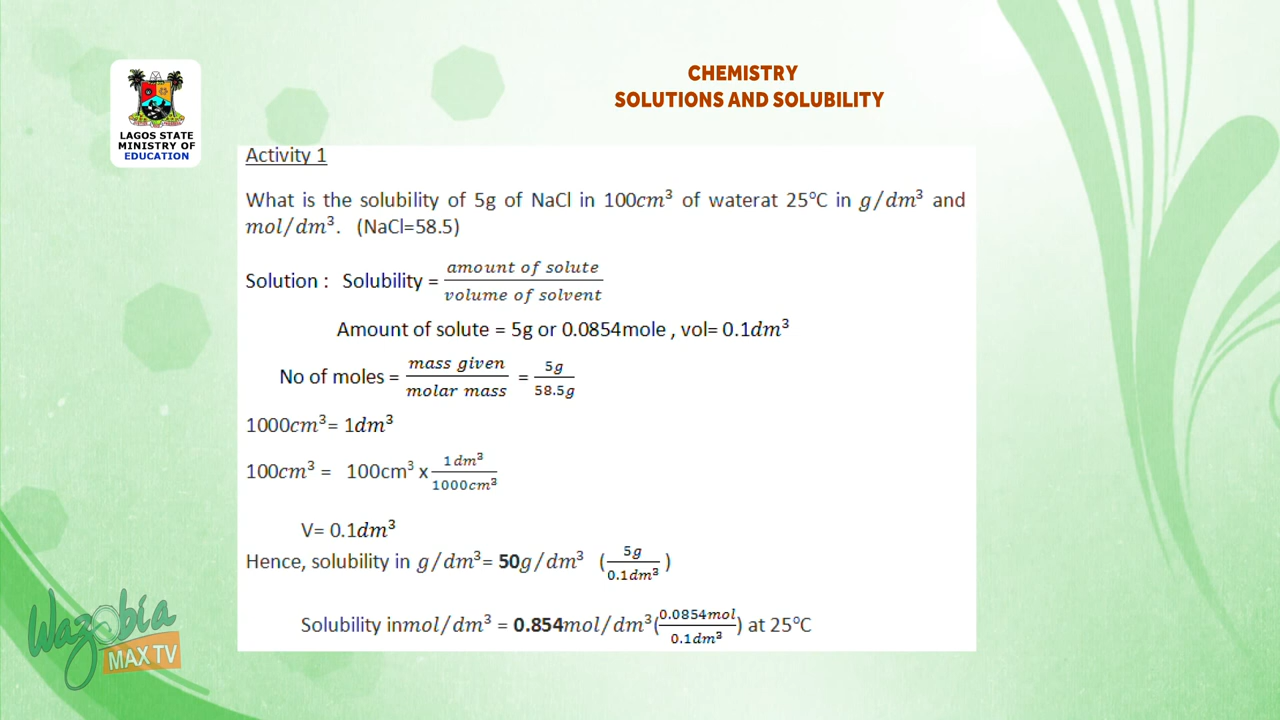 CHEMISTRY
SOLUTIONS AND SOLUBILITY
LAGOS STATE
MINISTRY OF
EDUCATION
Activity 1
What is the solubility of 5g of NaCl in 100cm³ of waterat 25°C in g/dm³ and
mol/dm³. (NaCl=58.5)
Solution : Solubility = amount of solute / volume of solvent
Amount of solute = 5g or 0.0854mole , vol= 0.1dm³
No of moles = mass given / molar mass = 5g / 58.5g
1000cm³= 1dm³
100cm³ = 100cm³ x 1dm³ / 1000cm³
V= 0.1dm³
Hence, solubility in g/dm³= 50g/dm³ (5g / 0.1dm³)
Solubility inmol/dm³ = 0.854mol/dm³(0.0854mol / 0.1dm³) at 25°C
Wazobia
MAX TV